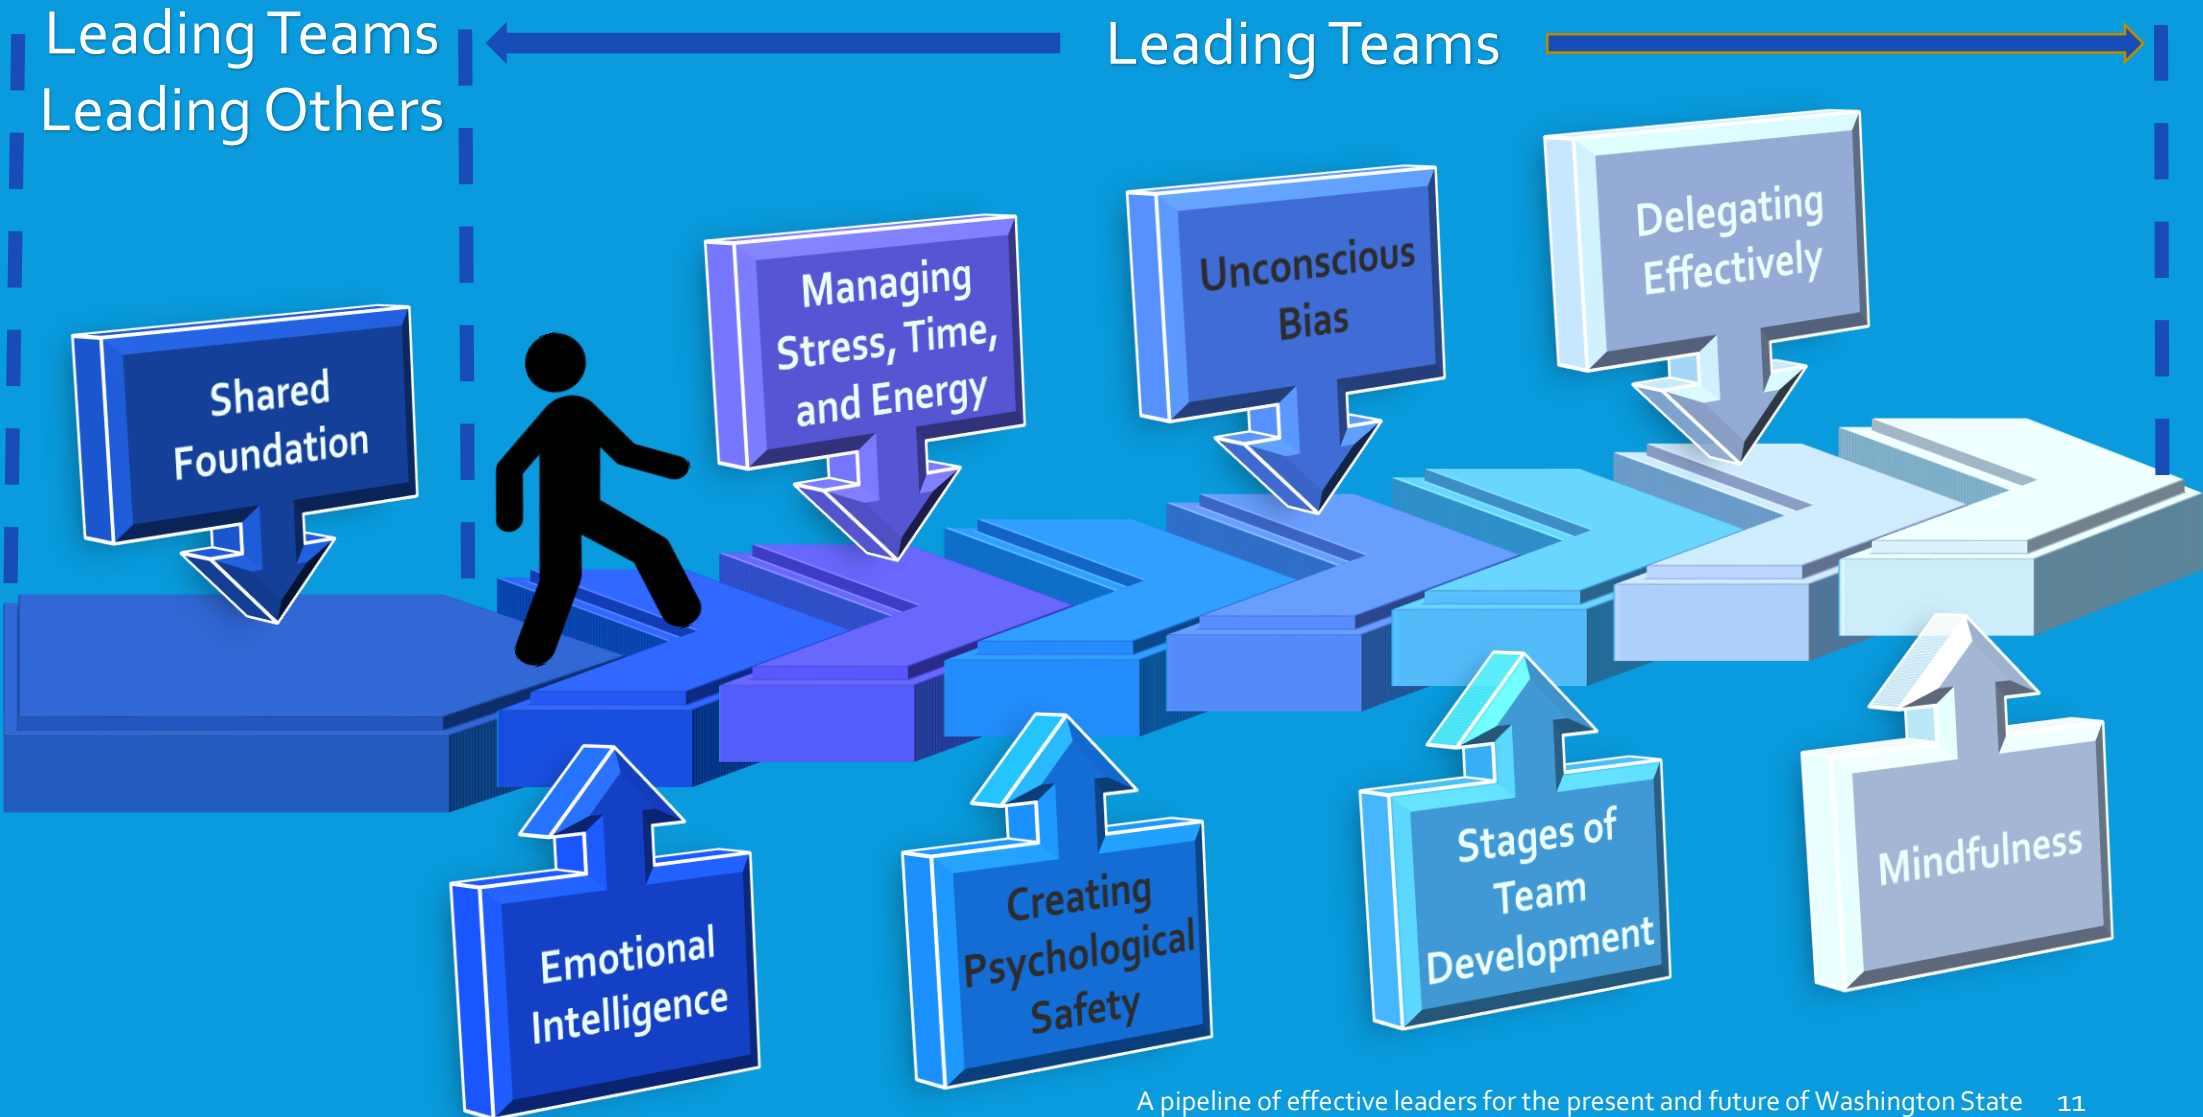 Leading Teams
Leading Others
Leading Teams
Shared
Foundation
Managing
Stress, Time,
and Energy
Unconscious
Bias
Delegating
Effectively
Emotional
Intelligence
Creating
Psychological
Safety
Stages of
Team
Development
Mindfulness
A pipeline of effective leaders for the present and future of Washington State 11